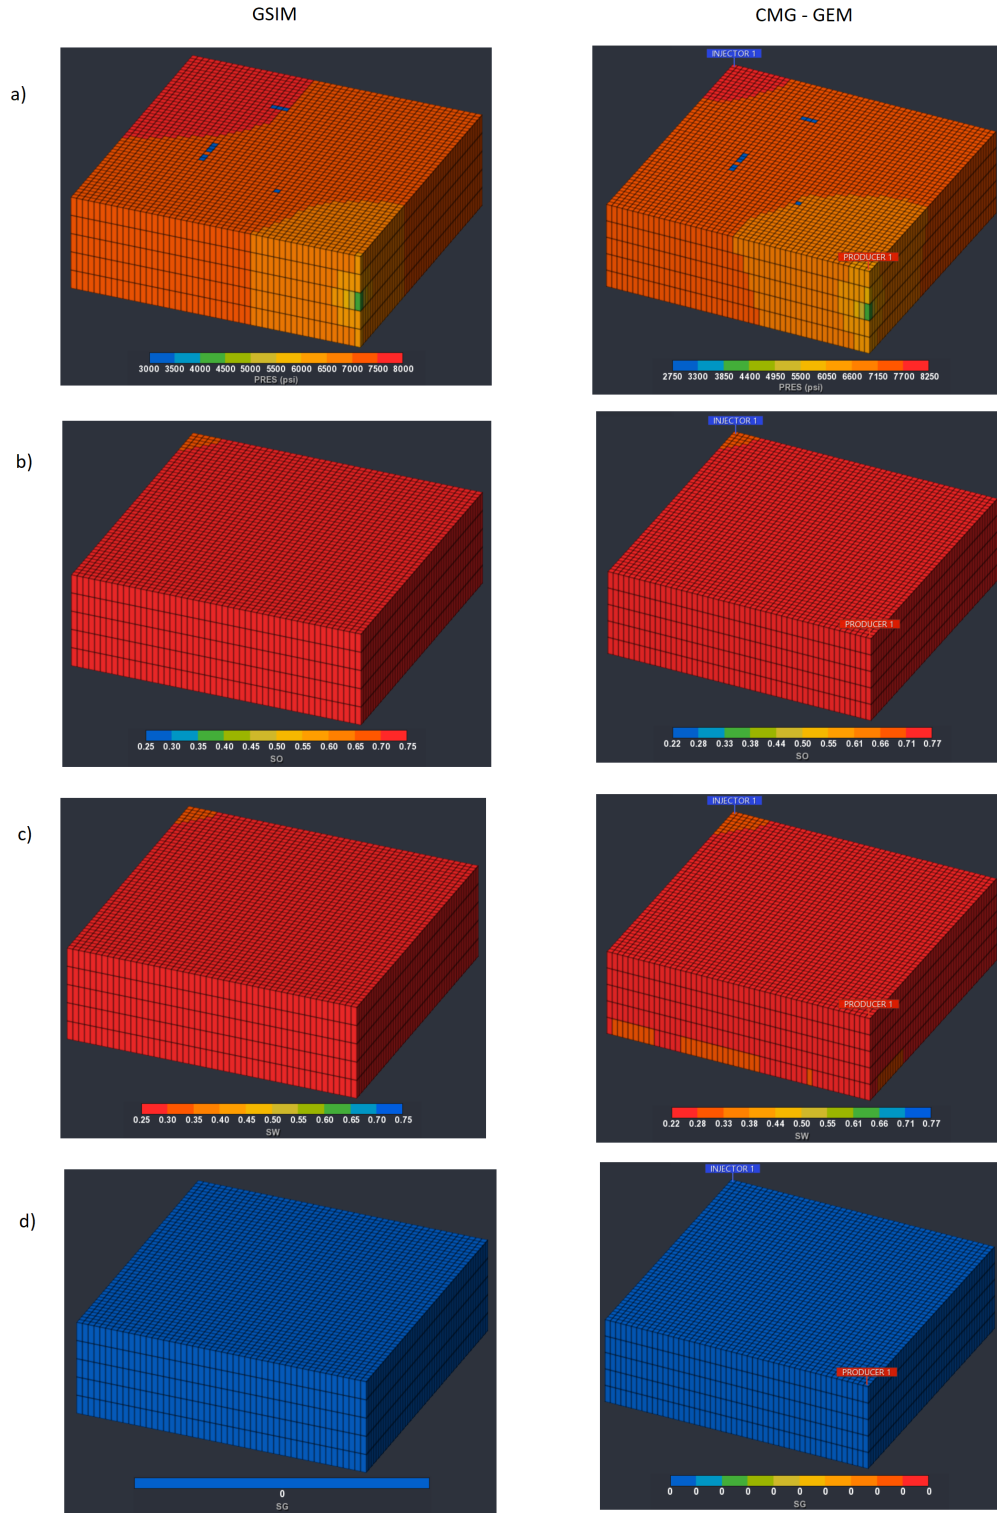 GSIM
CMG - GEM
a)
INJECTOR 1
PRODUCER 1
3000 3500 4000 4500 5000 5500 6000 6500 7000 7500 8000
PRES (psi)
2750 3300 3850 4400 4950 5500 6050 6600 7150 7700 8250
PRES (psi)
b)
INJECTOR 1
PRODUCER 1
0.25 0.30 0.35 0.40 0.45 0.50 0.55 0.60 0.65 0.70 0.75
SO
0.22 0.28 0.33 0.38 0.44 0.50 0.55 0.61 0.66 0.71 0.77
SO
c)
INJECTOR 1
PRODUCER 1
0.25 0.30 0.35 0.40 0.45 0.50 0.55 0.60 0.65 0.70 0.75
SW
0.22 0.28 0.33 0.38 0.44 0.50 0.55 0.61 0.66 0.71 0.77
SW
d)
INJECTOR 1
PRODUCER 1
0
SG
0 0 0 0 0 0 0 0 0 0 0
SG